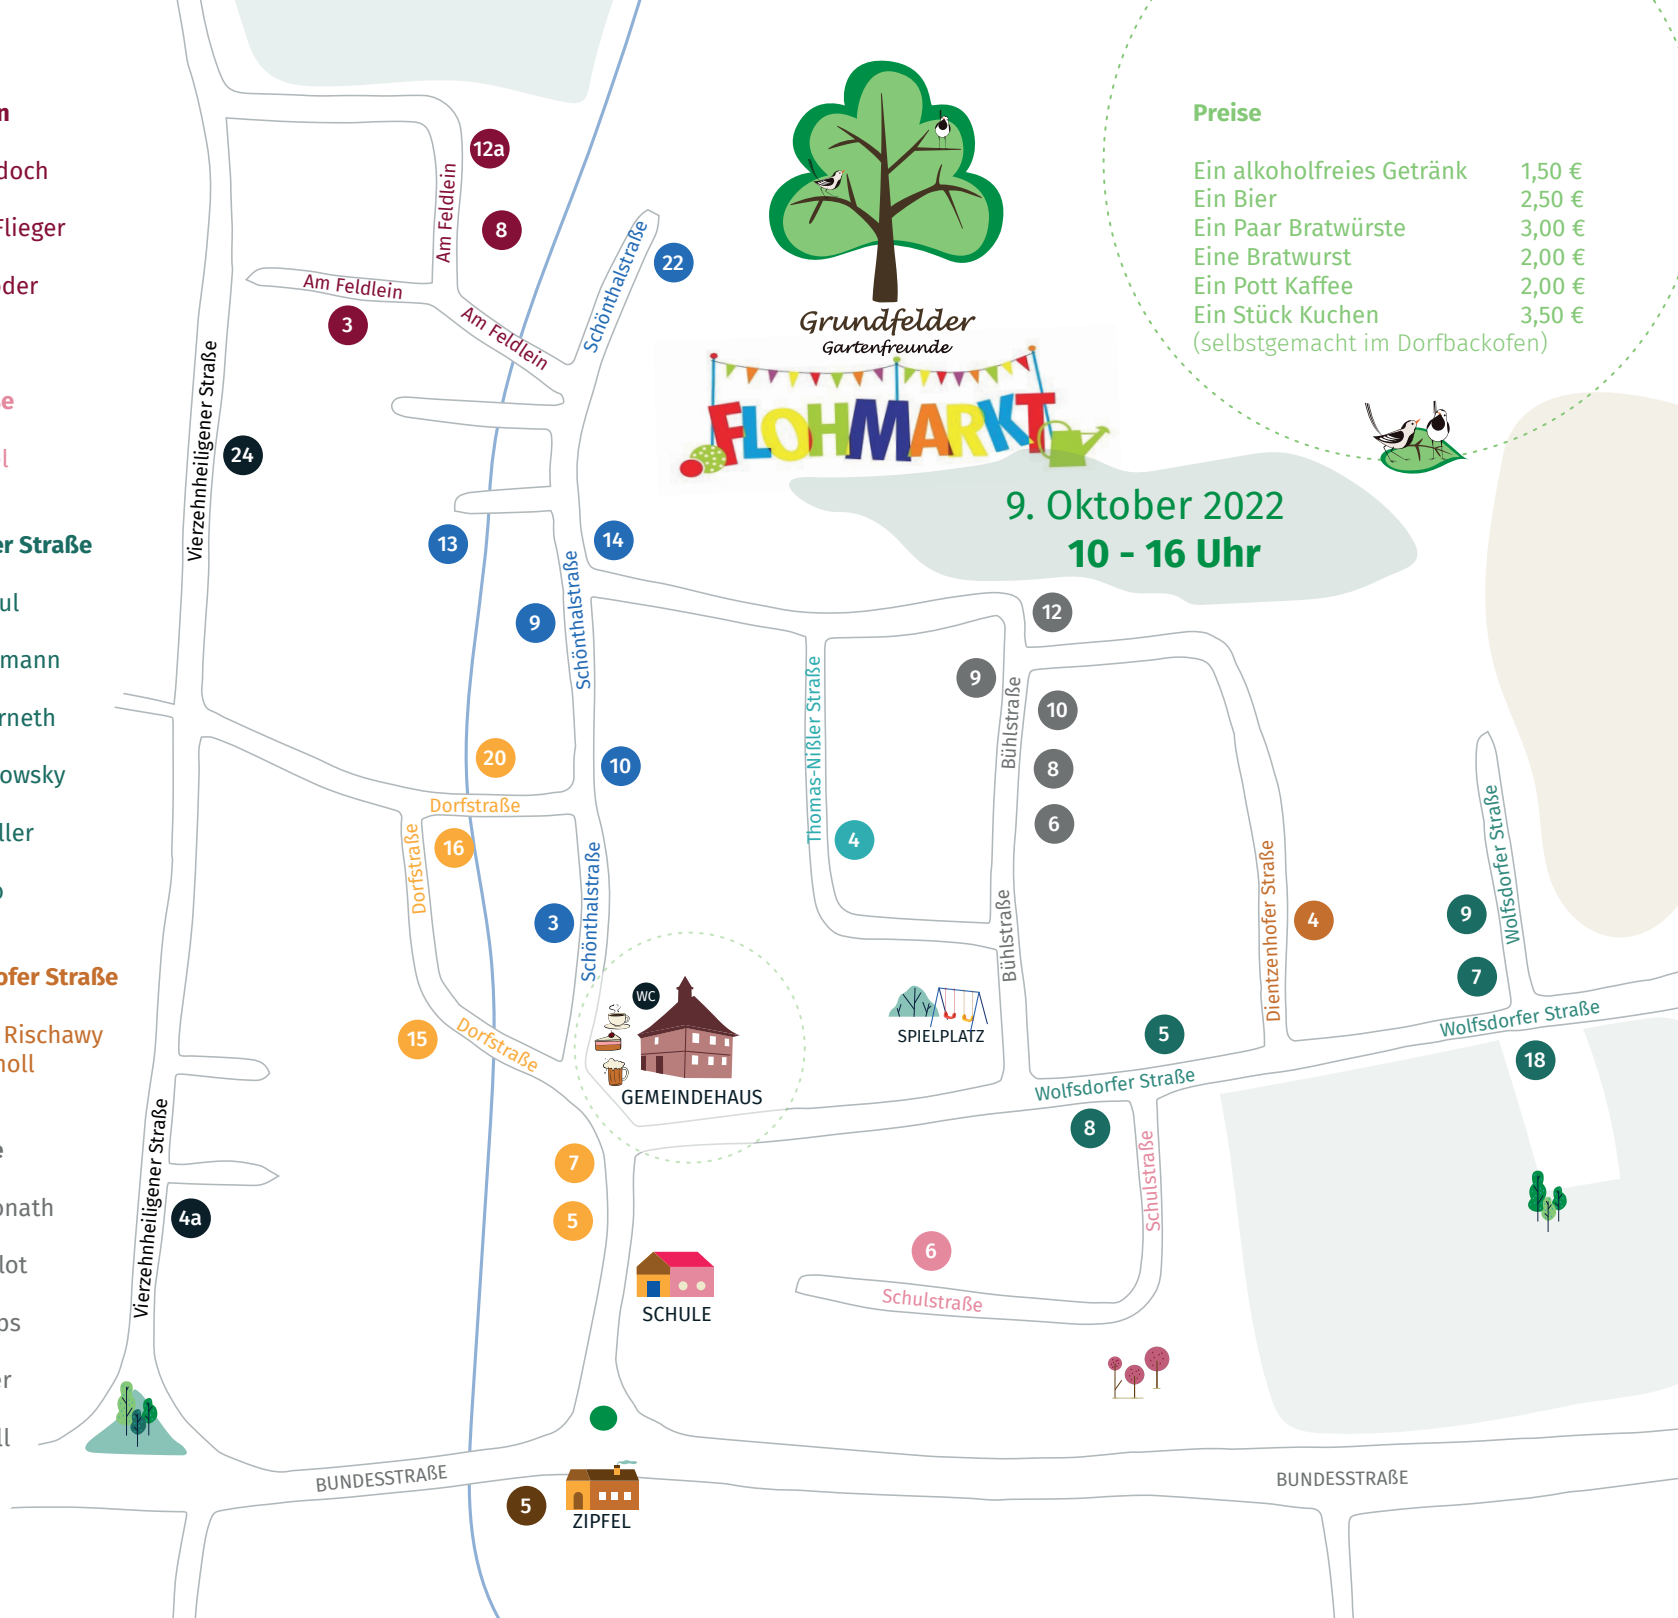 n
doch
Flieger
der
e
l
er Straße
ul
mann
rneth
owsky
ller
o
ofer Straße
Rischawy
noll
e
onath
lot
ps
er
ll
Preise
Ein alkoholfreies Getränk 1,50 €
Ein Bier 2,50 €
Ein Paar Bratwürste 3,00 €
Eine Bratwurst 2,00 €
Ein Pott Kaffee 2,00 €
Ein Stück Kuchen 3,50 €
(selbstgemacht im Dorfbackofen)
Grundfelder
Gartenfreunde
FLOHMARKT
9. Oktober 2022
10 - 16 Uhr
12a
Am Feldlein
8
Am Feldlein
3
Am Feldlein
Schönthalstraße
22
Vierzehnheiligener Straße
24
13
14
Schönthalstraße
9
12
9
Bühlstraße
10
8
6
Thomas-Nißler Straße
4
20
10
Dorfstraße
16
Dorfstraße
Schönthalstraße
3
Bühlstraße
Dientzenhofer Straße
4
Wolfsdorfer Straße
9
7
WC
GEMEINDEHAUS
SPIELPLATZ
15
Dorfstraße
5
Wolfsdorfer Straße
Wolfsdorfer Straße
18
8
Schulstraße
7
5
Vierzehnheiligener Straße
4a
6
Schulstraße
SCHULE
BUNDESSTRAßE
BUNDESSTRAßE
5
ZIPFEL